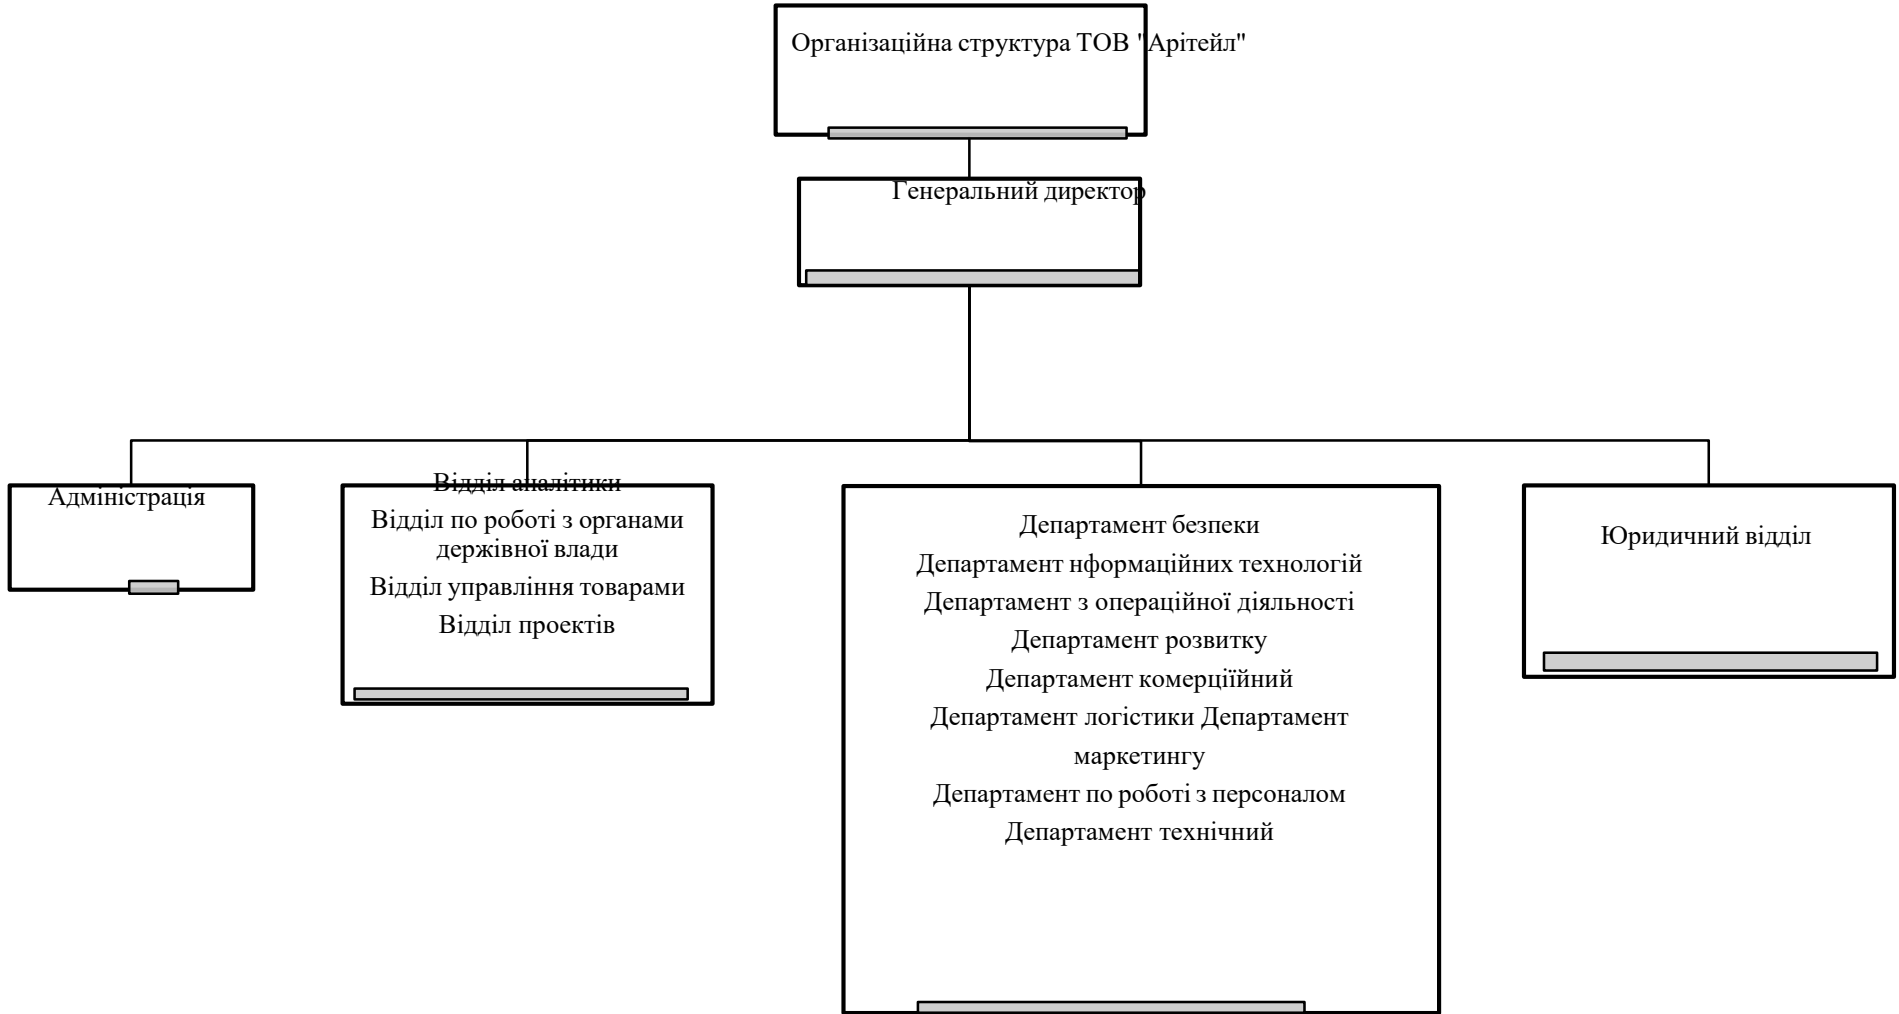 Організаційна структура ТОВ "Арітейл"
Генеральний директор
Адміністрація
Відділ аналітики
Відділ по роботі з органами
держівної влади
Відділ управління товарами
Відділ проектів
Департамент безпеки
Департамент нформаційних технологій
Департамент з операційної діяльності
Департамент розвитку
Департамент комерціїйний
Департамент логістики Департамент
маркетингу
Департамент по роботі з персоналом
Департамент технічний
Юридичний відділ